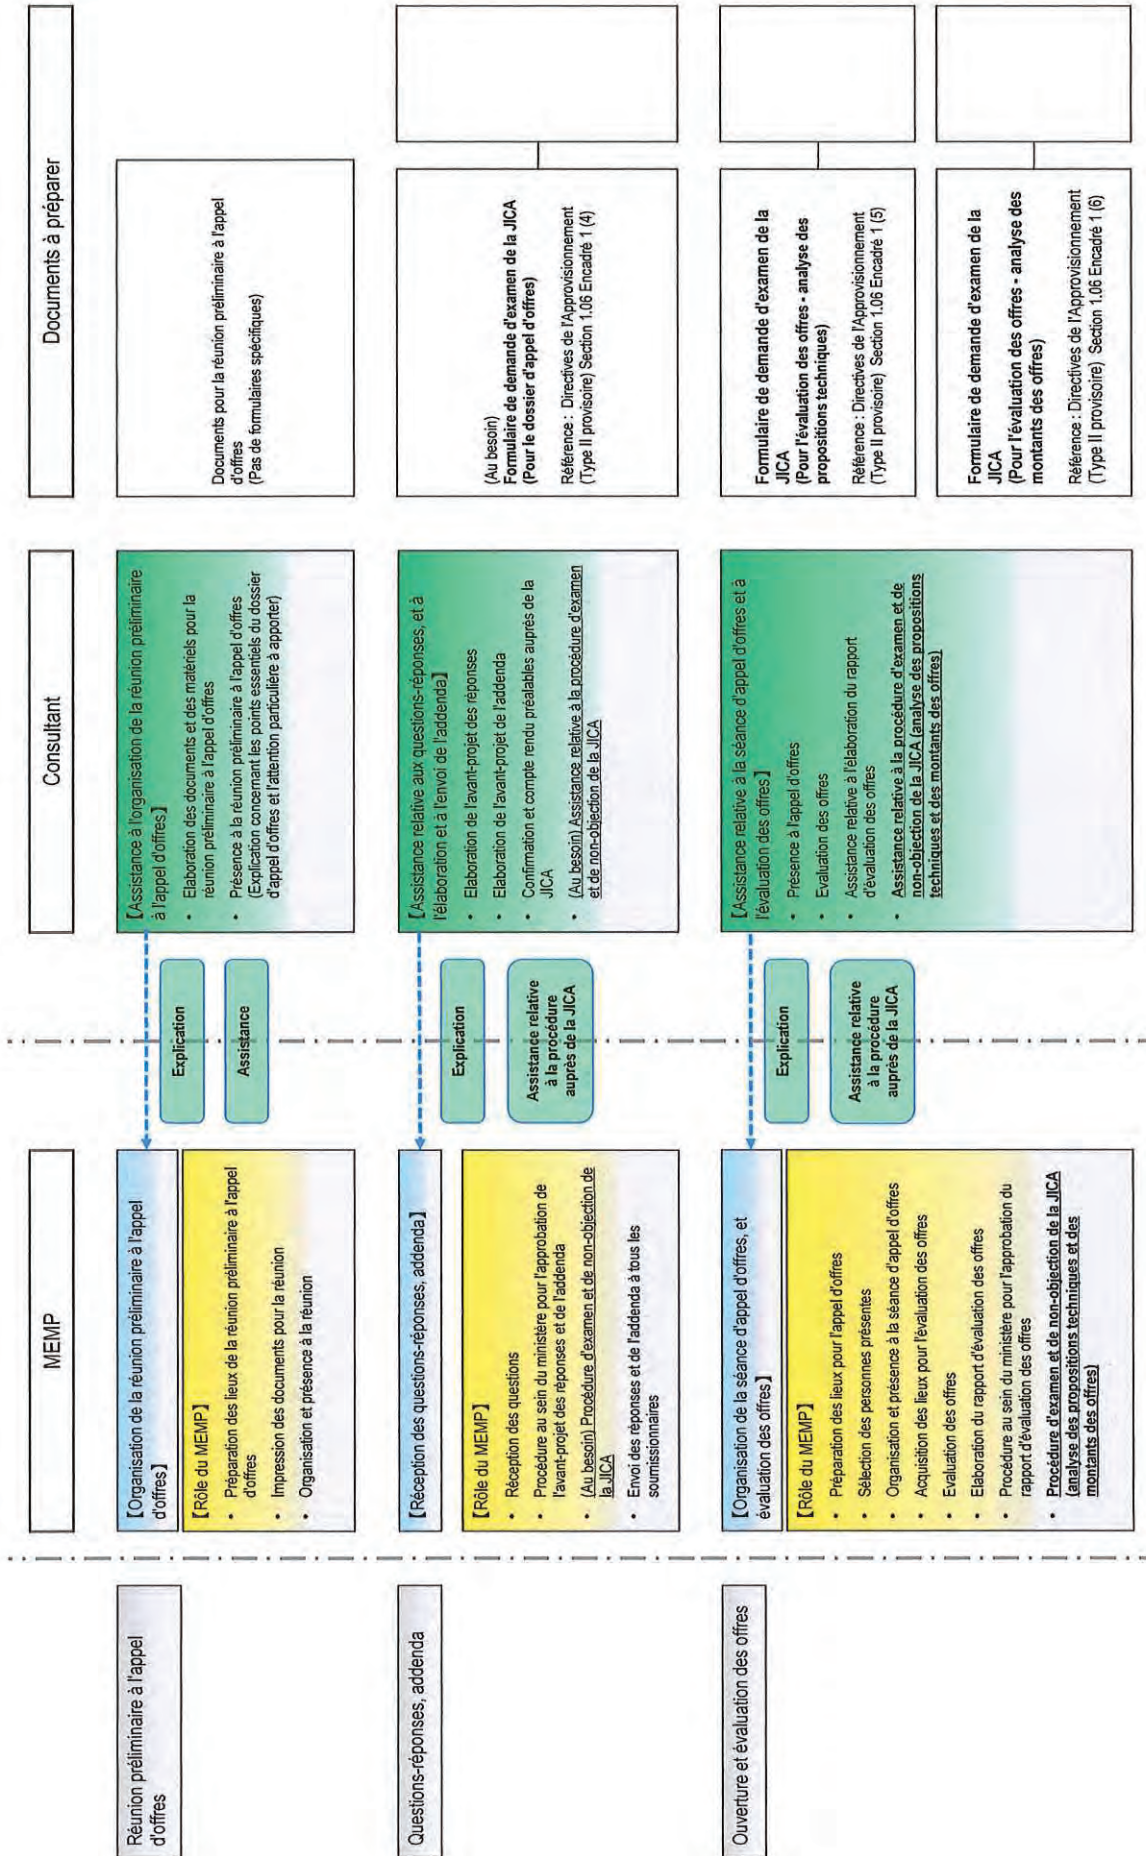 MEMP
Consultant
Documents à préparer
Réunion préliminaire à l'appel
d'offres
【Organisation de la réunion préliminaire à l'appel
d'offres】
【Rôle du MEMP】
• Préparation des lieux de la réunion préliminaire à l'appel
d'offres
• Impression des documents pour la réunion
• Organisation et présence à la réunion
Explication
Assistance
【Assistance à l'organisation de la réunion préliminaire
à l'appel d'offres】
• Elaboration des documents et des matériels pour la
réunion préliminaire à l'appel d'offres
• Présence à la réunion préliminaire à l'appel d'offres
(Explication concernant les points essentiels du dossier
d'appel d'offres et l'attention particulière à apporter)
Documents pour la réunion préliminaire à l'appel
d'offres
(Pas de formulaires spécifiques)
Questions-réponses, addenda
【Réception des questions-réponses, addenda】
【Rôle du MEMP】
• Réception des questions
• Procédure au sein du ministère pour l'approbation de
l'avant-projet des réponses et de l'addenda
• (Au besoin) Procédure d'examen et de non-objection de
la JICA
• Envoi des réponses et de l'addenda à tous les
soumissionnaires
Explication
Assistance relative
à la procédure
auprès de la JICA
【Assistance relative aux questions-réponses, et à
l'élaboration et à l'envoi de l'addenda】
• Elaboration de l'avant-projet des réponses
• Elaboration de l'avant-projet de l'addenda
• Confirmation et compte rendu préalables auprès de la
JICA
• (Au besoin) Assistance relative à la procédure d'examen
et de non-objection de la JICA
(Au besoin)
Formulaire de demande d'examen de la JICA
(Pour le dossier d'appel d'offres)
Référence : Directives de l'Approvisionnement
(Type II provisoire) Section 1.06 Encadré 1 (4)
Ouverture et évaluation des offres
【Organisation de la séance d'appel d'offres, et
évaluation des offres】
【Rôle du MEMP】
• Préparation des lieux pour l'appel d'offres
• Sélection des personnes présentes
• Organisation et présence à la séance d'appel d'offres
• Acquisition des lieux pour l'évaluation des offres
• Evaluation des offres
• Elaboration du rapport d'évaluation des offres
• Procédure au sein du ministère pour l'approbation du
rapport d'évaluation des offres
• Procédure d'examen et de non-objection de la JICA
(analyse des propositions techniques et des
montants des offres)
Explication
Assistance relative
à la procédure
auprès de la JICA
【Assistance relative à la séance d'appel d'offres et à
l'évaluation des offres】
• Présence à l'appel d'offres
• Evaluation des offres
• Assistance relative à l'élaboration du rapport
d'évaluation des offres
• Assistance relative à la procédure d'examen et de
non-objection de la JICA (analyse des propositions
techniques et des montants des offres)
Formulaire de demande d'examen de la
JICA
(Pour l'évaluation des offres - analyse des
propositions techniques)
Référence : Directives de l'Approvisionnement
(Type II provisoire) Section 1.06 Encadré 1 (5)
Formulaire de demande d'examen de la
JICA
(Pour l'évaluation des offres - analyse des
montants des offres)
Référence : Directives de l'Approvisionnement
(Type II provisoire) Section 1.06 Encadré 1 (6)